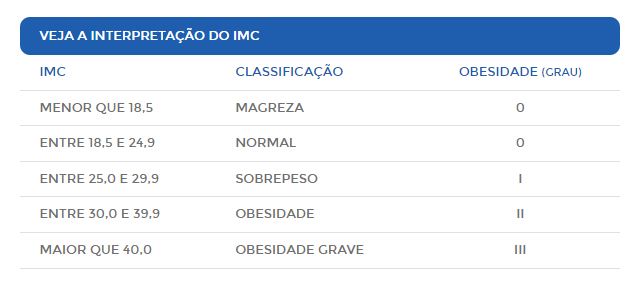 VEJA A INTERPRETAÇÃO DO IMC
IMC CLASSIFICAÇÃO OBESIDADE (GRAU)
MENOR QUE 18,5 MAGREZA 0
ENTRE 18,5 E 24,9 NORMAL 0
ENTRE 25,0 E 29,9 SOBREPESO I
ENTRE 30,0 E 39,9 OBESIDADE II
MAIOR QUE 40,0 OBESIDADE GRAVE III